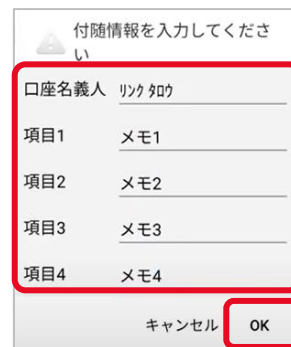 付随情報を入力してくださ
い
口座名義人 ﾘﾝｸ ﾀﾛｳ
項目1 メモ1
項目2 メモ2
項目3 メモ3
項目4 メモ4
キャンセル OK